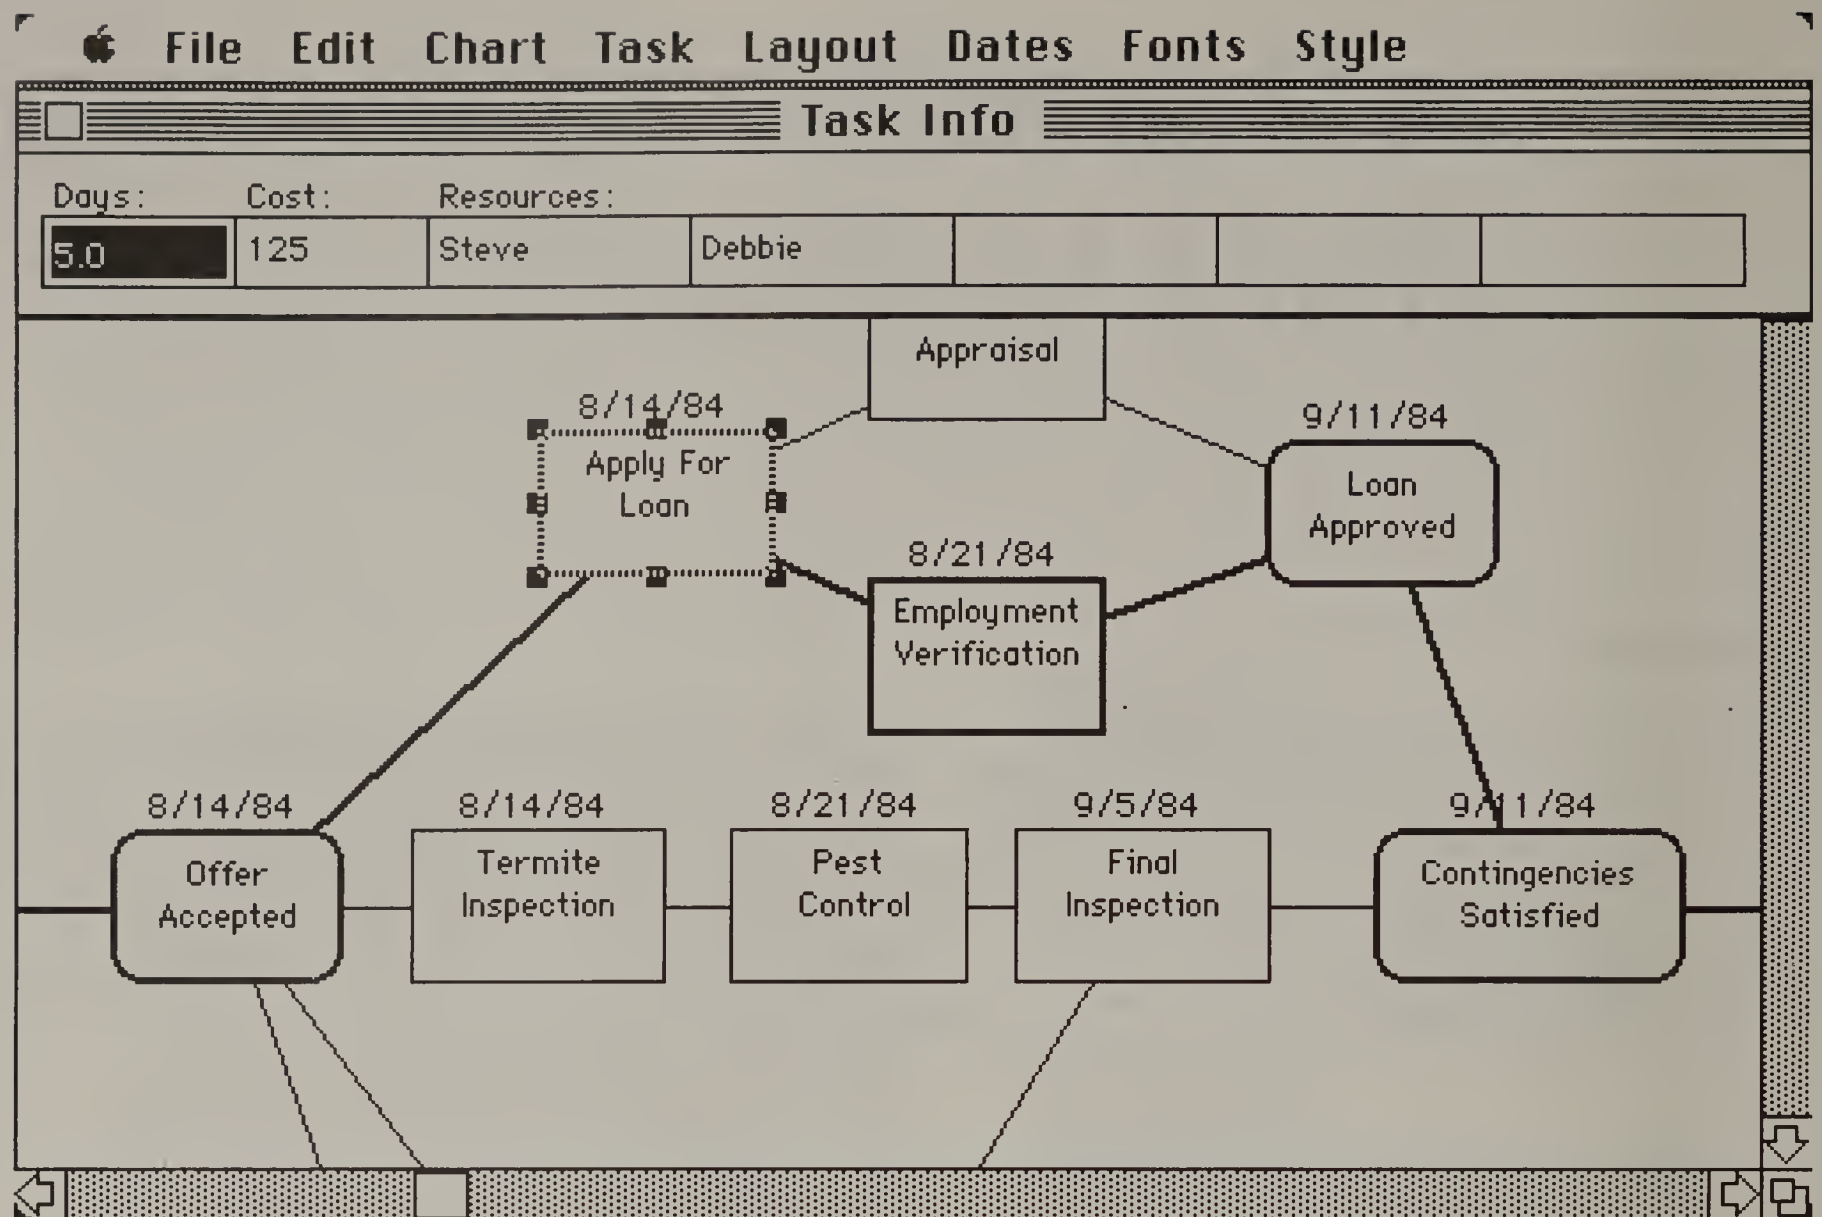 File Edit Chart Task Layout Dates Fonts Style
Task Info
Days: Cost: Resources:
5.0 125 Steve Debbie
Appraisal
8/14/84
Apply For
Loan
9/11/84
Loan
Approved
8/21/84
Employment
Verification
8/14/84
Offer
Accepted
8/14/84
Termite
Inspection
8/21/84
Pest
Control
9/5/84
Final
Inspection
9/11/84
Contingencies
Satisfied